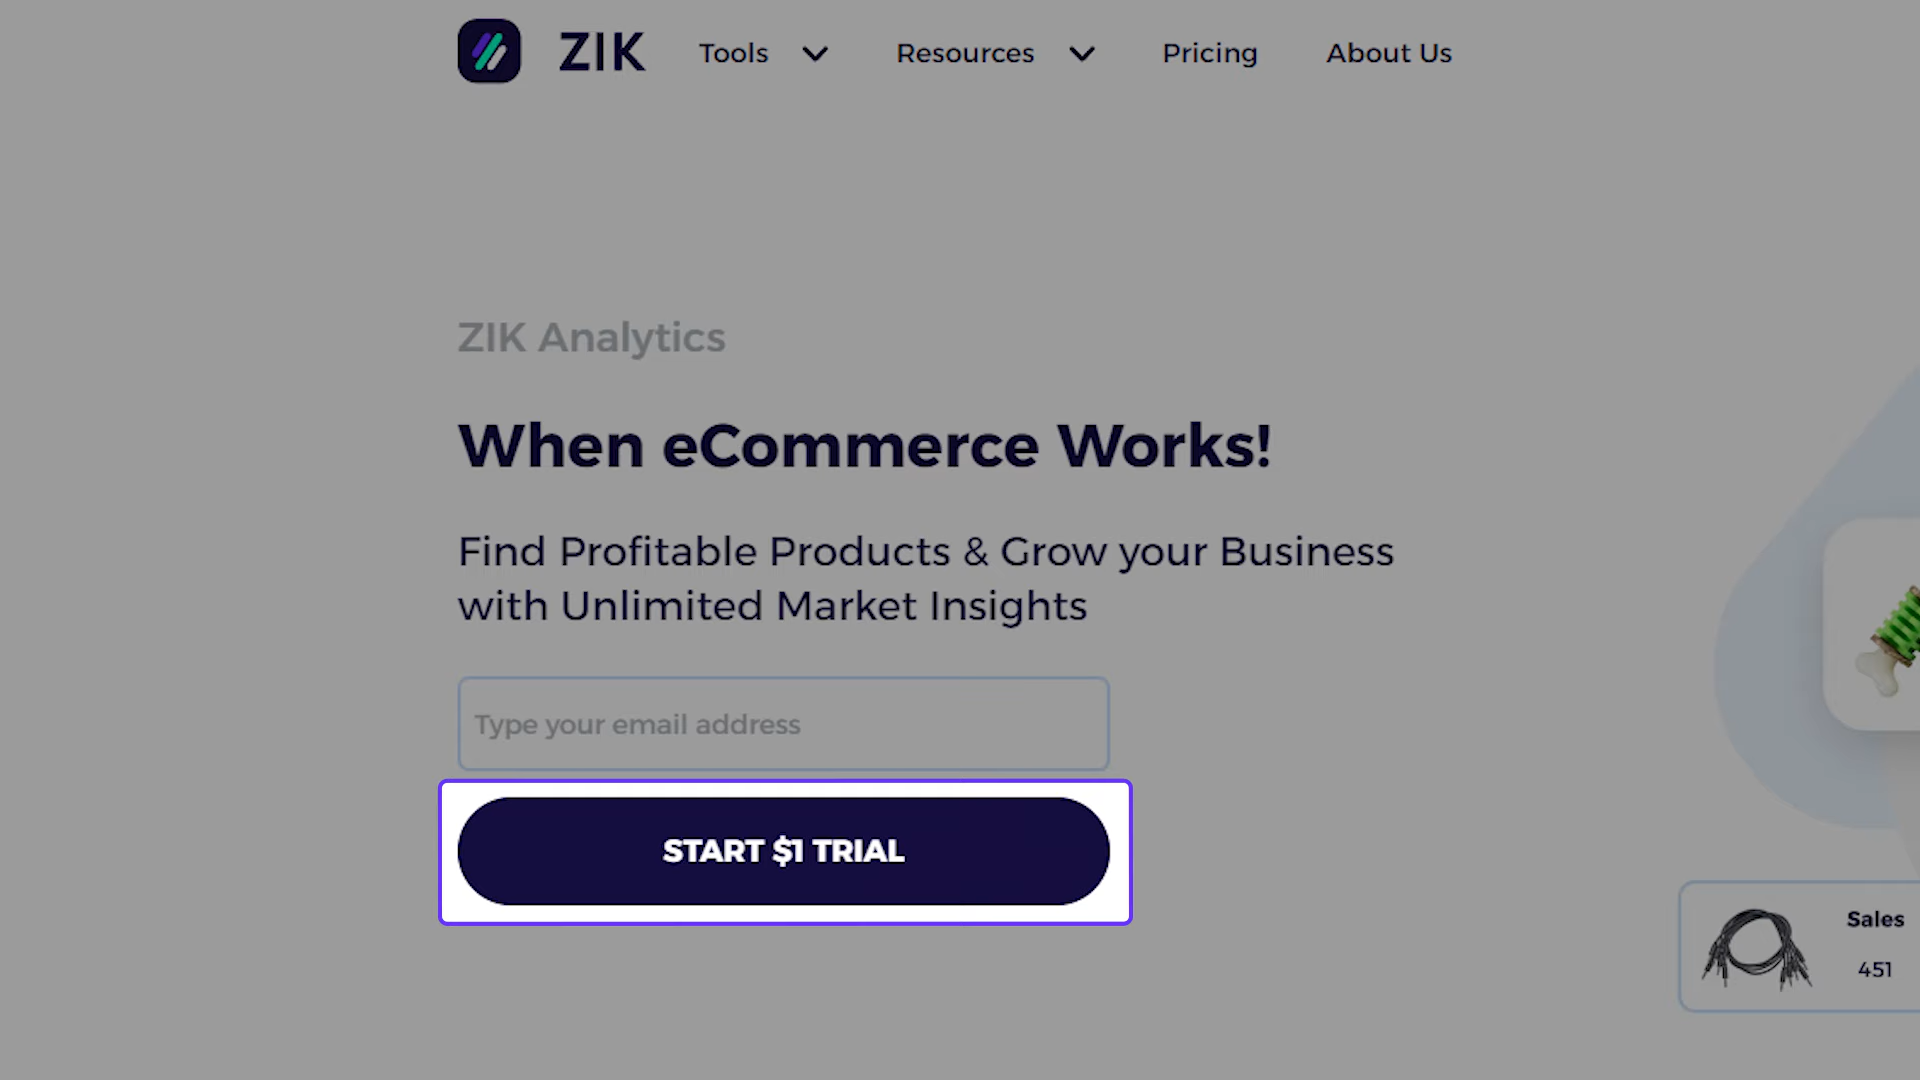 ZIK Tools Resources Pricing About Us
ZIK Analytics
When eCommerce Works!
Find Profitable Products & Grow your Business
with Unlimited Market Insights
Type your email address
START $1 TRIAL
Sales
451